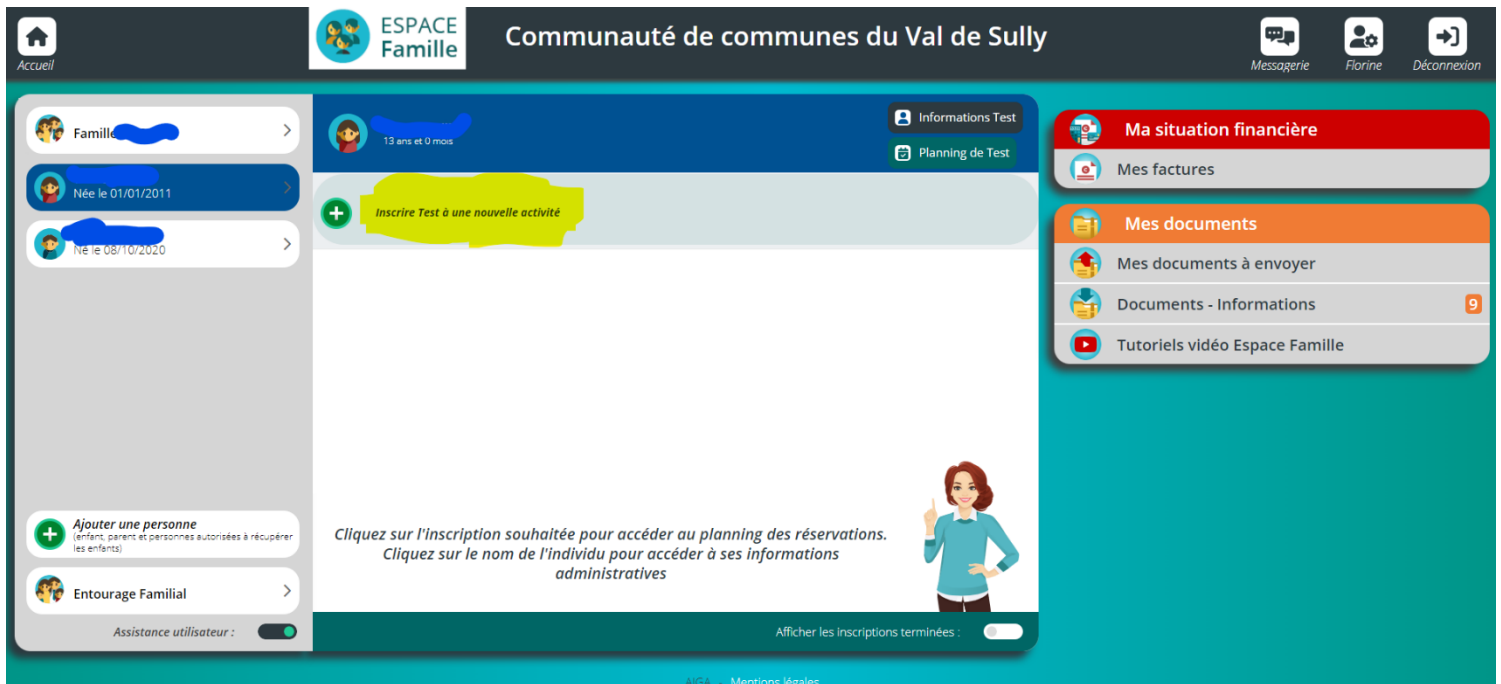 Accueil
ESPACE
Famille
Communauté de communes du Val de Sully
Messagerie
Florine
Déconnexion
Famille
Née le 01/01/2011
Né le 08/10/2020
Ajouter une personne
(enfant, parent et personnes autorisées à récupérer
les enfants)
Entourage Familial
Assistance utilisateur :
13 ans et 0 mois
Informations Test
Planning de Test
Inscrire Test à une nouvelle activité
Cliquez sur l'inscription souhaitée pour accéder au planning des réservations.
Cliquez sur le nom de l'individu pour accéder à ses informations
administratives
Afficher les inscriptions terminées :
Ma situation financière
Mes factures
Mes documents
Mes documents à envoyer
Documents - Informations
9
Tutoriels vidéo Espace Famille
AIGA - Mentions légales